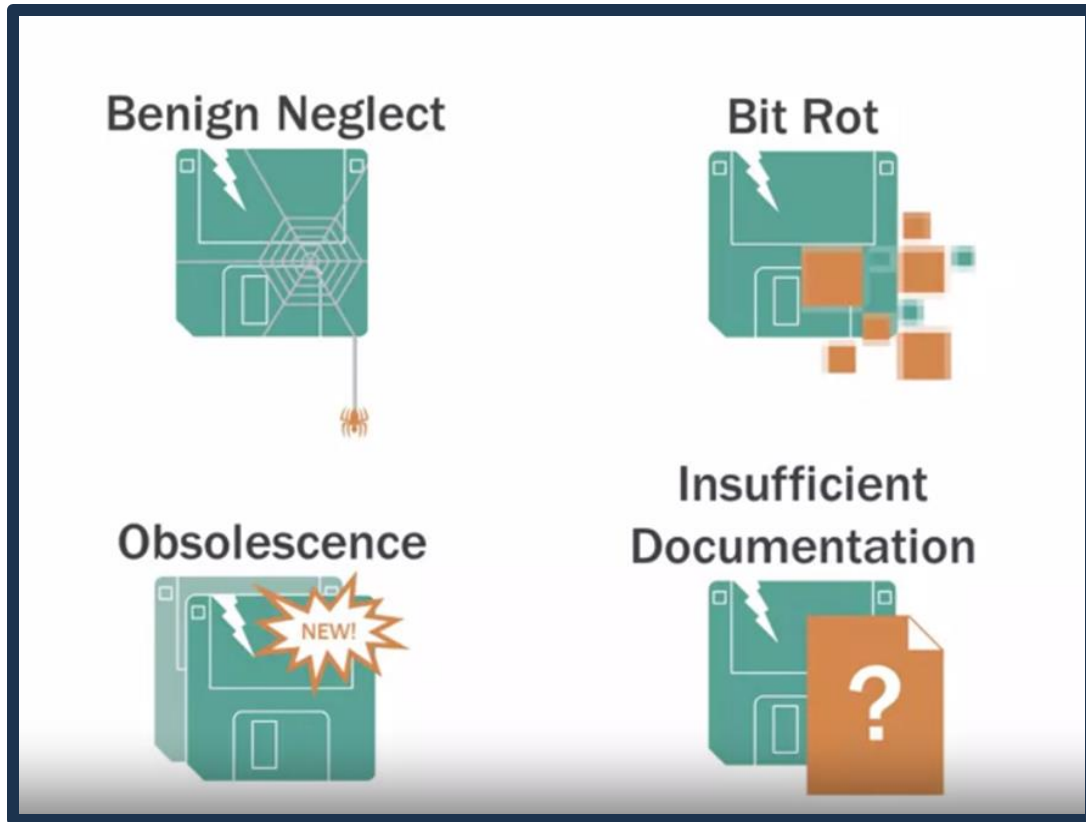 Benign Neglect
Bit Rot
Obsolescence
NEW!
Insufficient
Documentation
?